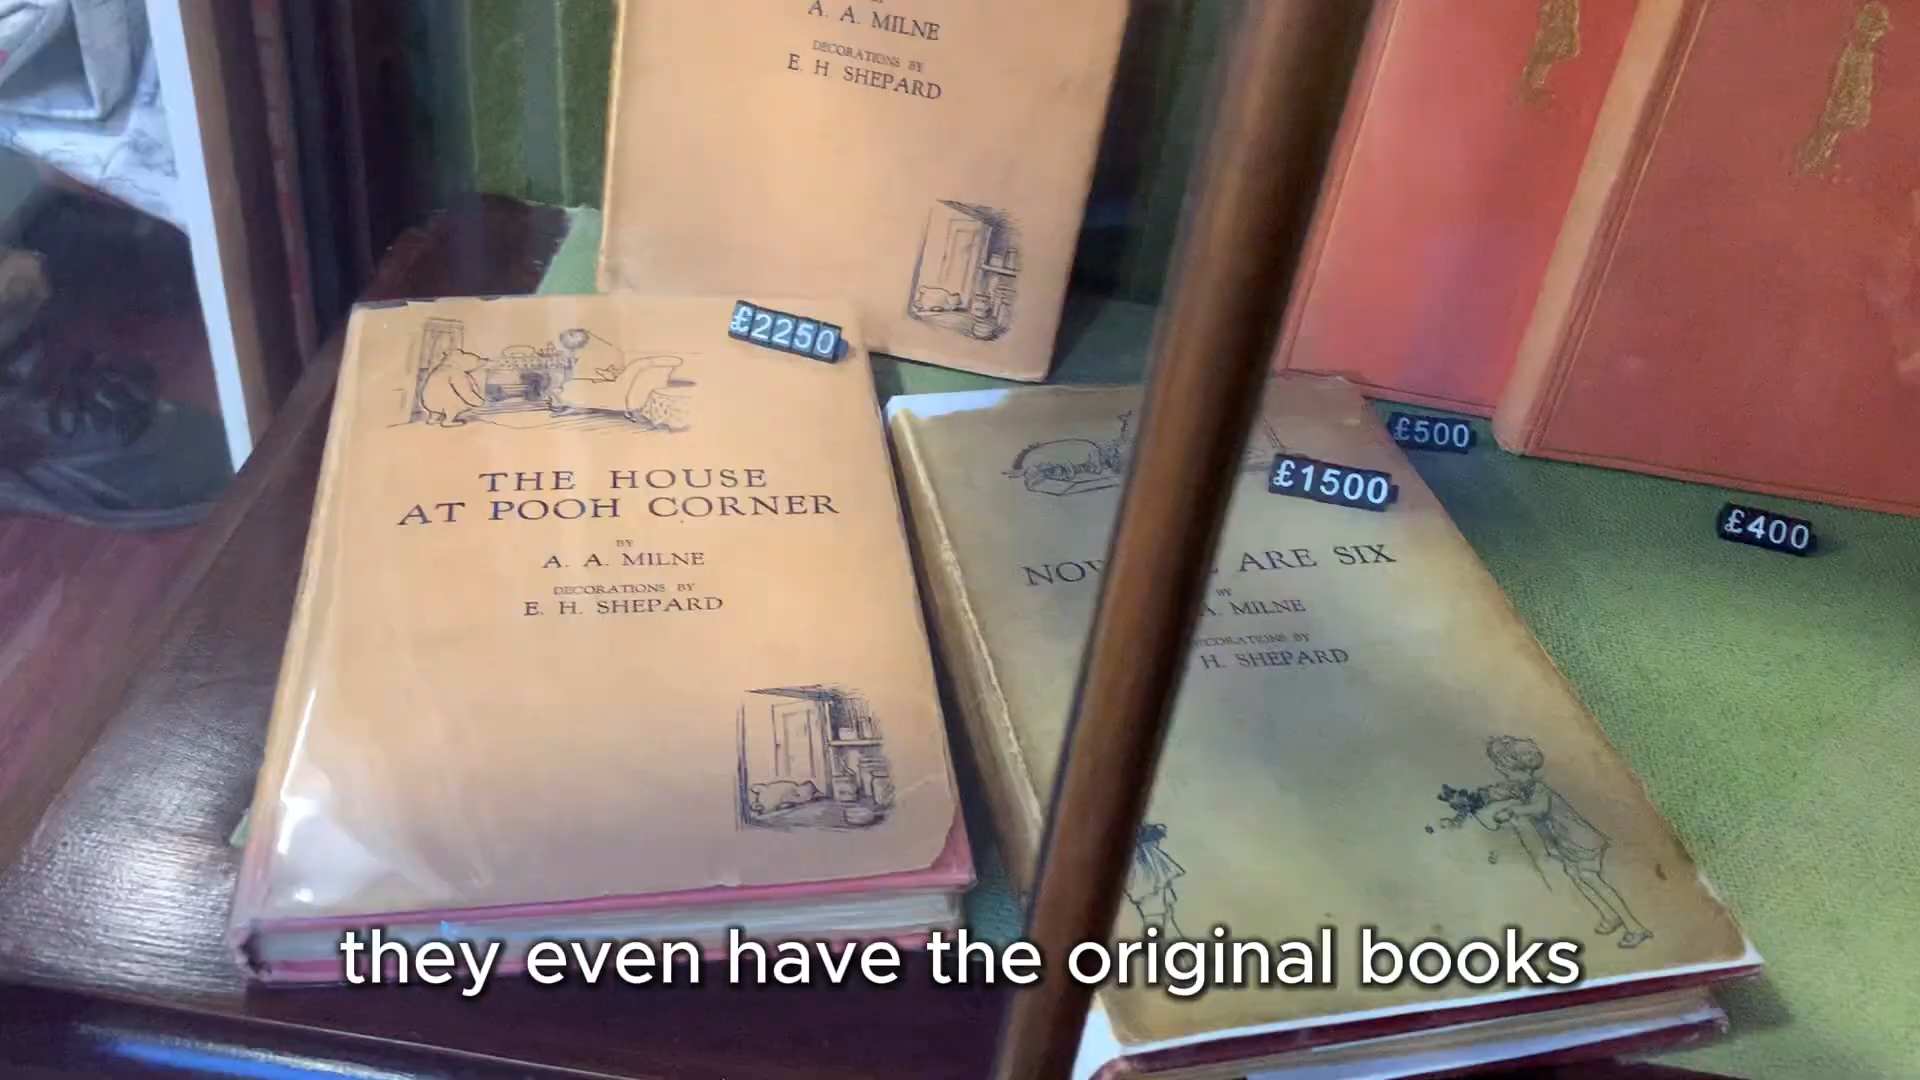 A. A. MILNE
DECORATIONS BY
E. H. SHEPARD
£2250
THE HOUSE
AT POOH CORNER
BY
A. A. MILNE
DECORATIONS BY
E. H. SHEPARD
£1500
ARE SIX
BY
A. MILNE
H. SHEPARD
£500
£400
they even have the original books